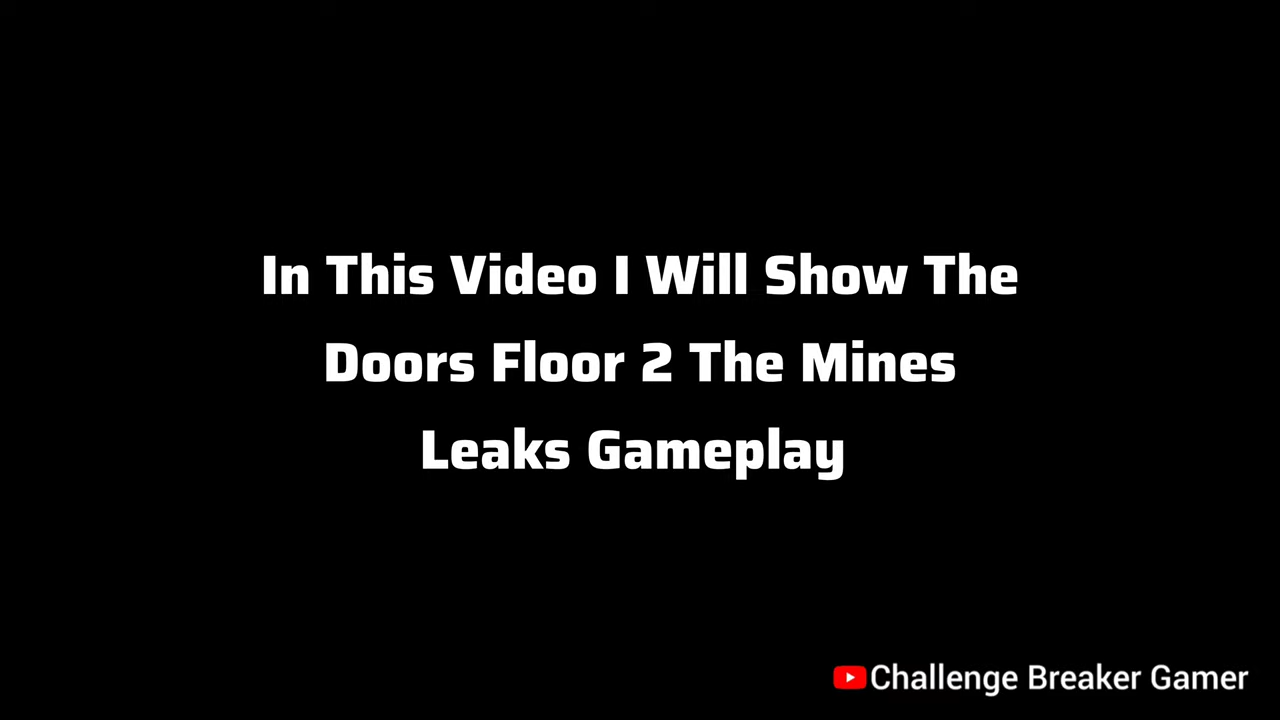 In This Video I Will Show The
Doors Floor 2 The Mines
Leaks Gameplay
Challenge Breaker Gamer